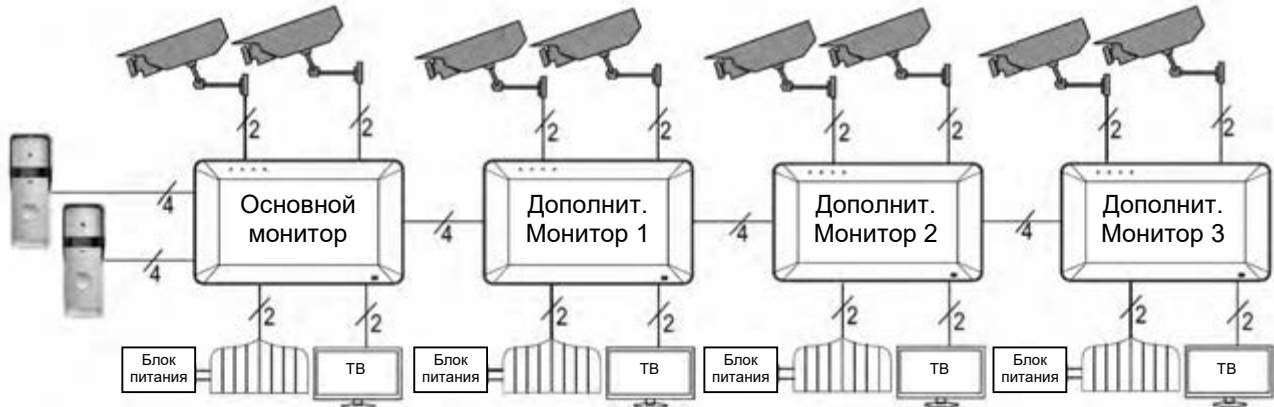 2
2
2
2
2
2
2
2
4
4
Основной
монитор
4
Дополнит.
Монитор 1
4
Дополнит.
Монитор 2
4
Дополнит.
Монитор 3
2
2
2
2
2
2
2
2
Блок
питания
ТВ
Блок
питания
ТВ
Блок
питания
ТВ
Блок
питания
ТВ